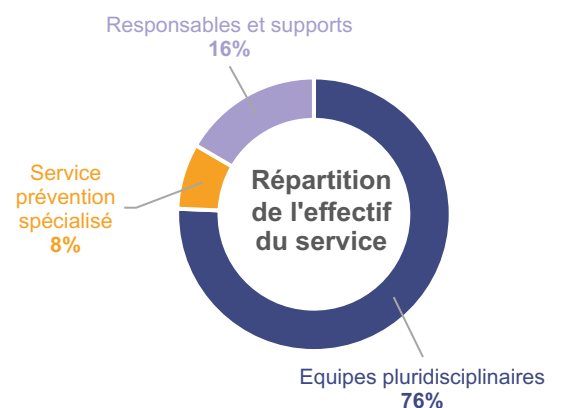 Responsables et supports
16%
Service
prévention
spécialisé
8%
Répartition
de l'effectif
du service
Equipes pluridisciplinaires
76%